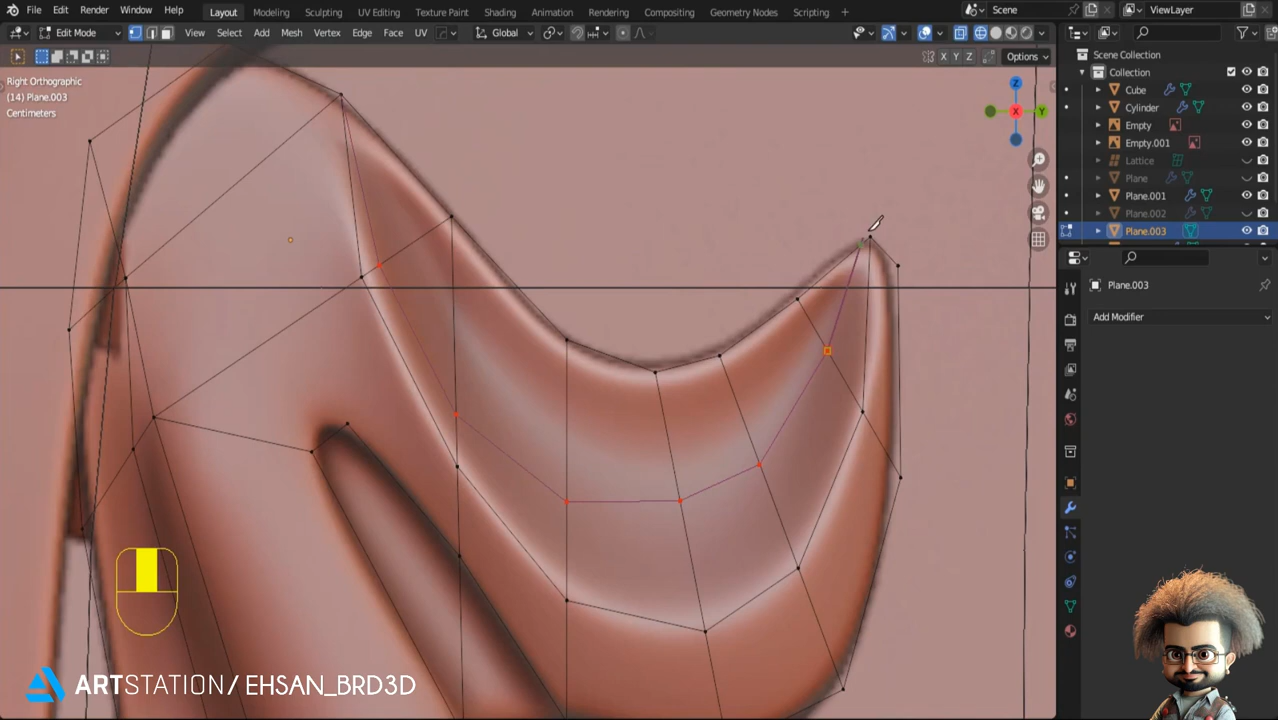 File Edit Render Window Help Layout Modeling Sculpting UV Editing Texture Paint Shading Animation Rendering Compositing Geometry Nodes Scripting + Scene ViewLayer
Edit Mode View Select Add Mesh Vertex Edge Face UV Global
X Y Z Options
Right Orthographic
(14) Plane.003
Centimeters
Z
X
Y
Scene Collection
Collection
Cube
Cylinder
Empty
Empty.001
Lattice
Plane
Plane.001
Plane.002
Plane.003
Plane.003
Add Modifier
ARTSTATION/ EHSAN_BRD3D